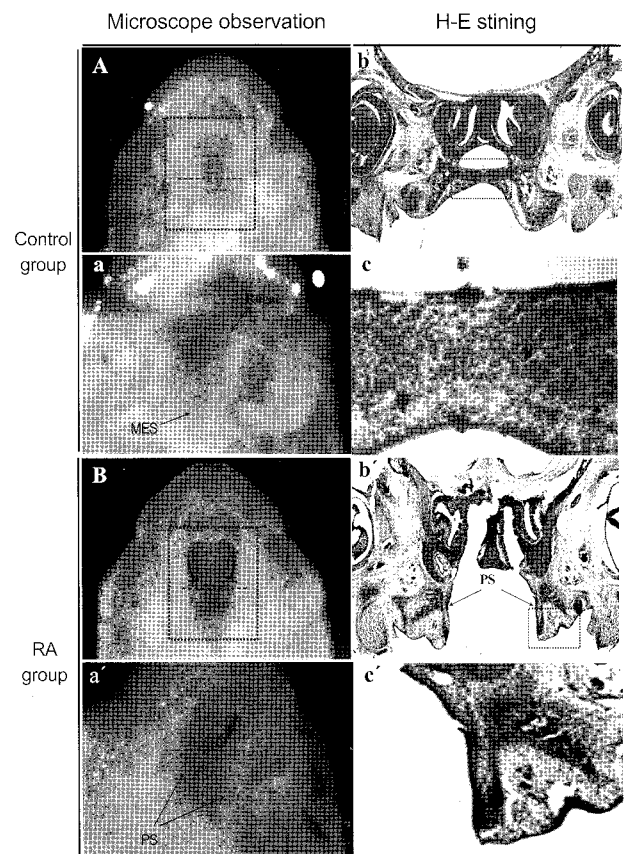 Microscope observation
H-E stining
Control
group
A
b
a
MES
c
RA
group
B
b´
PS
a´
PS
c´